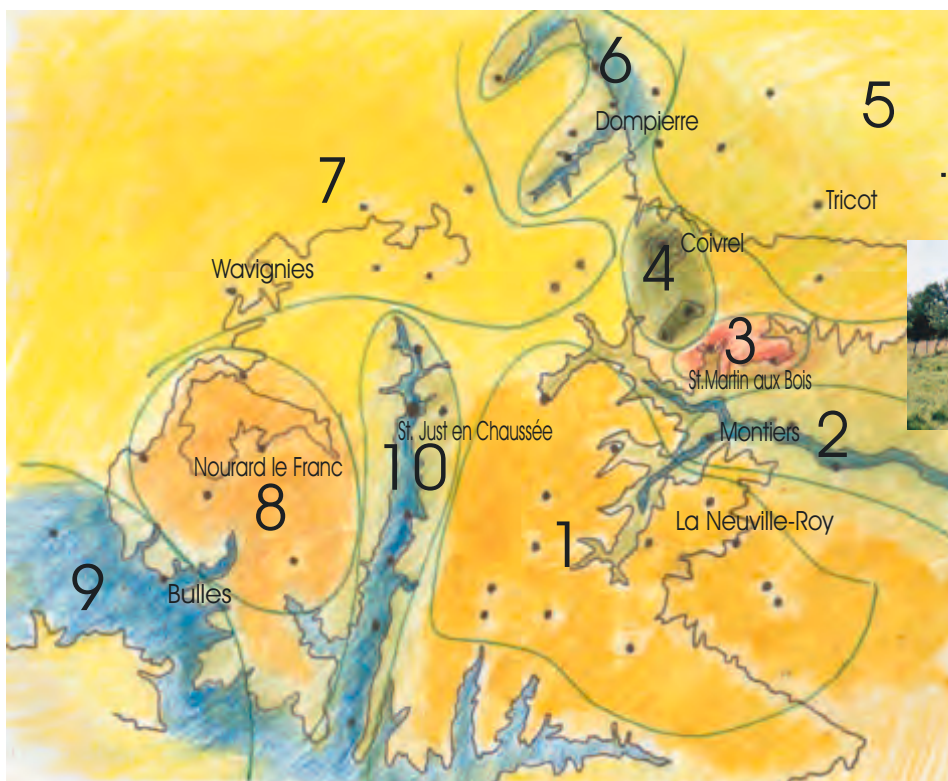 6
Dompierre
5
7
Tricot
Wavignies
Coivrel
4
3
St.Martin aux Bois
St. Just en Chaussée
Montiers
2
Nourard le Franc
10
8
La Neuville-Roy
1
9
Bulles